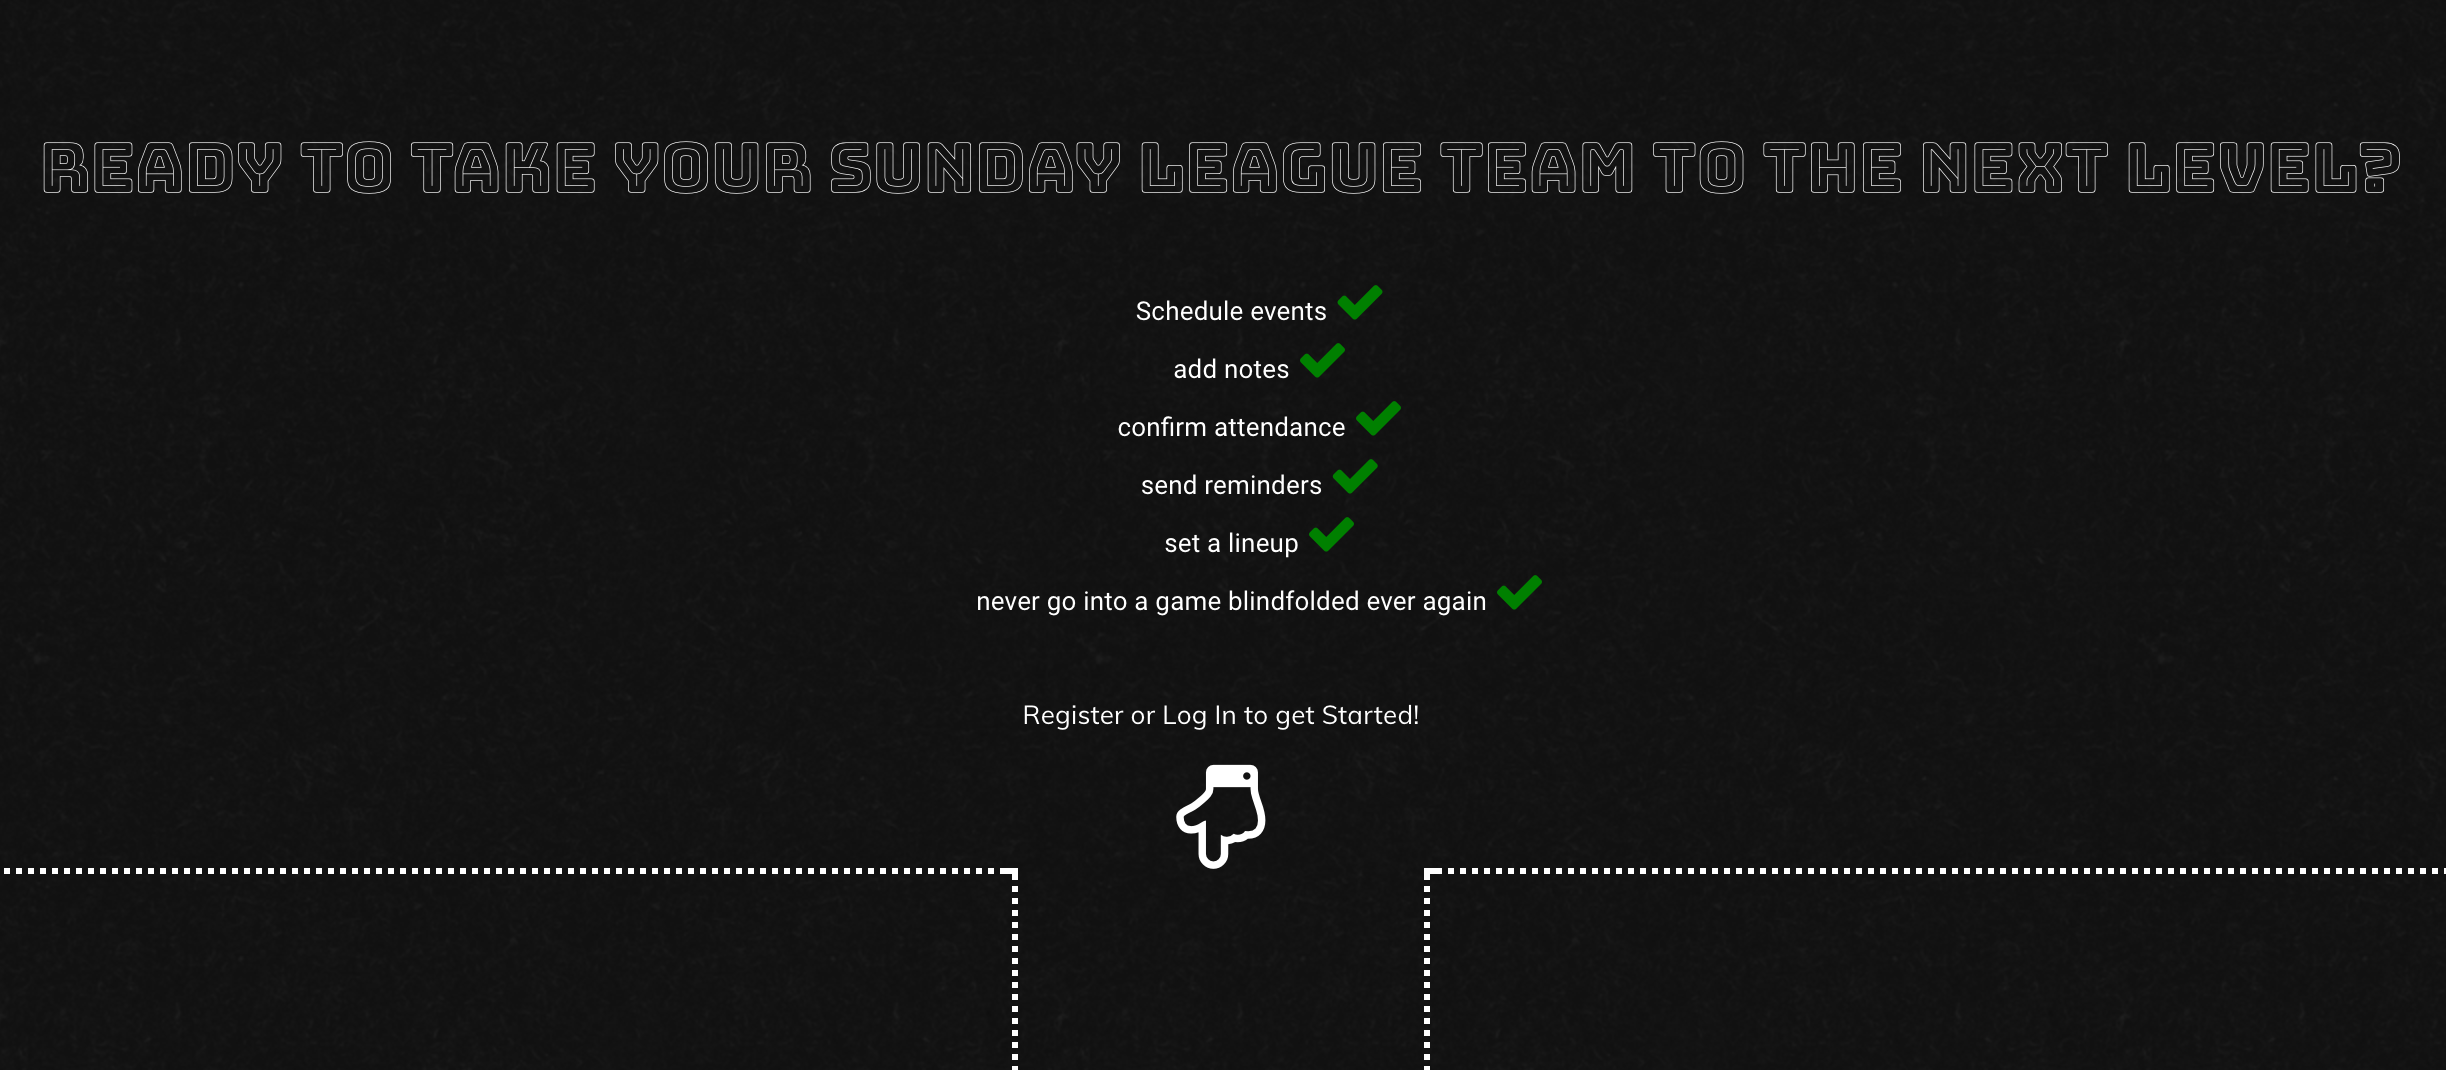 READY TO TAKE YOUR SUNDAY LEAGUE TEAM TO THE NEXT LEVEL?
Schedule events
add notes
confirm attendance
send reminders
set a lineup
never go into a game blindfolded ever again
Register or Log In to get Started!